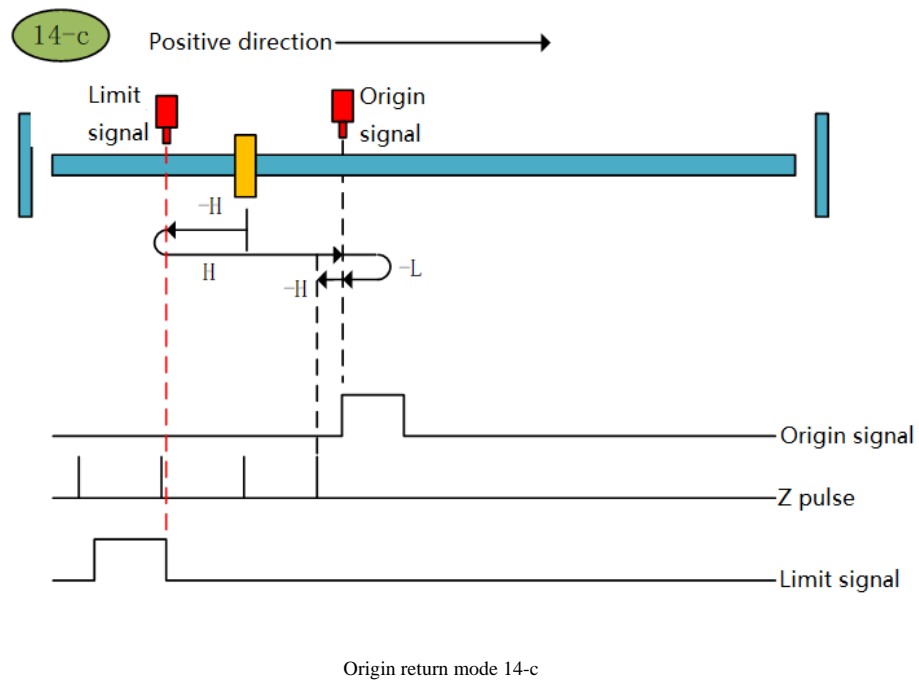 14-c
Positive direction
Limit
signal
Origin
signal
-H
H
-L
-H
Origin signal
Z pulse
Limit signal
Origin return mode 14-c